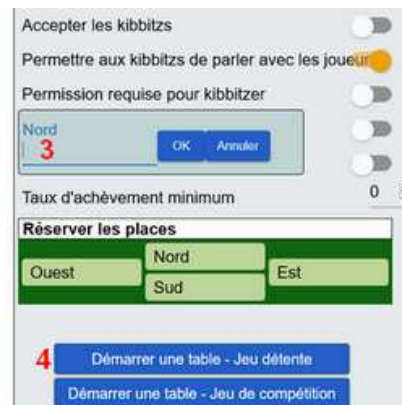 Accepter les kibbitzs
Permettre aux kibbitzs de parler avec les joueur
Permission requise pour kibbitzer
Nord
3
OK Annuler
Taux d'achèvement minimum 0
Réserver les places
Nord
Ouest Est
Sud
4 Démarrer une table - Jeu détente
Démarrer une table - Jeu de compétition